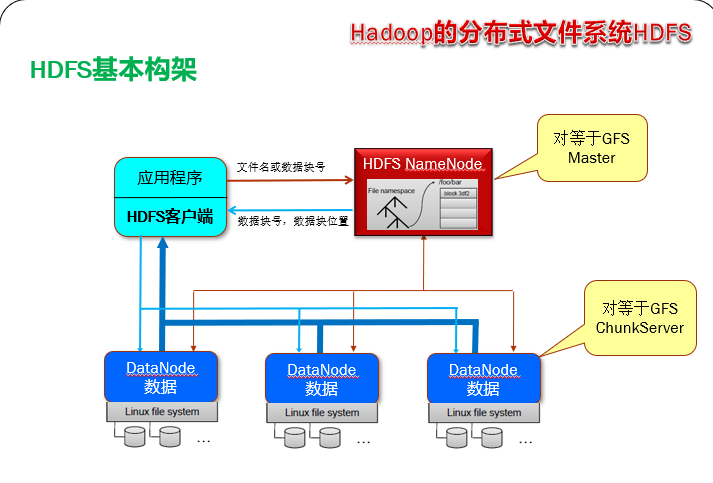 Hadoop的分布式文件系统HDFS
HDFS基本构架
对等于GFS
Master
应用程序
HDFS客户端
文件名或数据块号
数据块号，数据块位置
HDFS NameNode
File namespace
/foo/bar
block 3df2
对等于GFS
ChunkServer
DataNode
数据
Linux file system
...
DataNode
数据
Linux file system
...
DataNode
数据
Linux file system
...